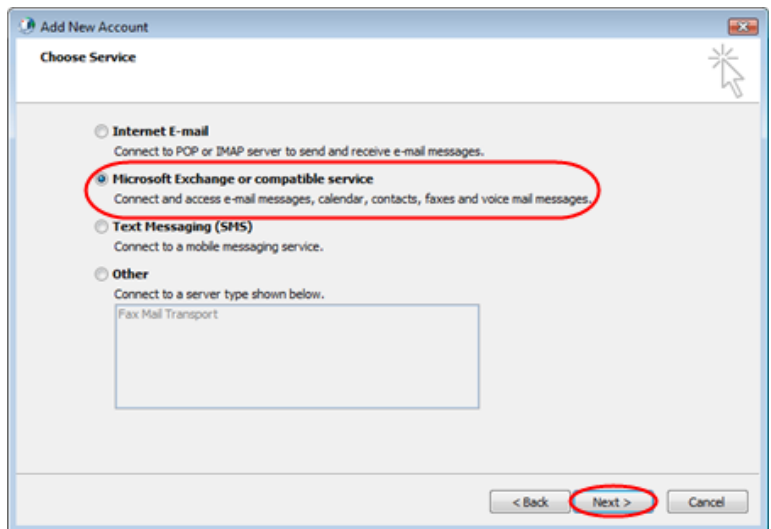 Add New Account
Choose Service
Internet E-mail
Connect to POP or IMAP server to send and receive e-mail messages.
Microsoft Exchange or compatible service
Connect and access e-mail messages, calendar, contacts, faxes and voice mail messages.
Text Messaging (SMS)
Connect to a mobile messaging service.
Other
Connect to a server type shown below.
Fax Mail Transport
< Back Next > Cancel